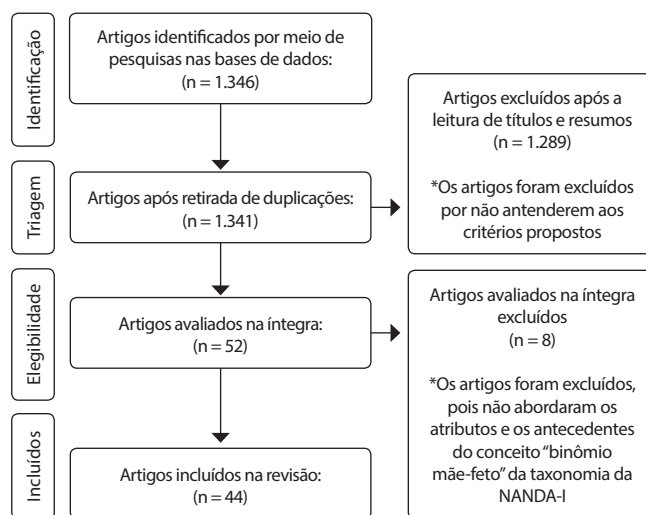 Identificação
Artigos identificados por meio de
pesquisas nas bases de dados:
(n = 1.346)
Artigos excluídos após a
leitura de títulos e resumos
(n = 1.289)
*Os artigos foram excluídos
por não antenderem aos
critérios propostos
Triagem
Artigos após retirada de duplicações:
(n = 1.341)
Elegibilidade
Artigos avaliados na íntegra:
(n = 52)
Artigos avaliados na íntegra
excluídos
(n = 8)
*Os artigos foram excluídos,
pois não abordaram os
atributos e os antecedentes
do conceito “binômio
mãe-feto” da taxonomia da
NANDA-I
Incluídos
Artigos incluídos na revisão:
(n = 44)